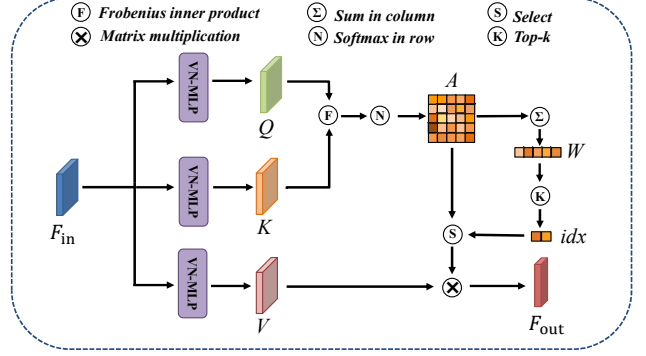 F Frobenius inner product Σ Sum in column S Select
Matrix multiplication N Softmax in row K Top-k
VN-MLP
Q
A
F
N
Σ
W
K
VN-MLP
K
F_in
S
idx
VN-MLP
V
F_out